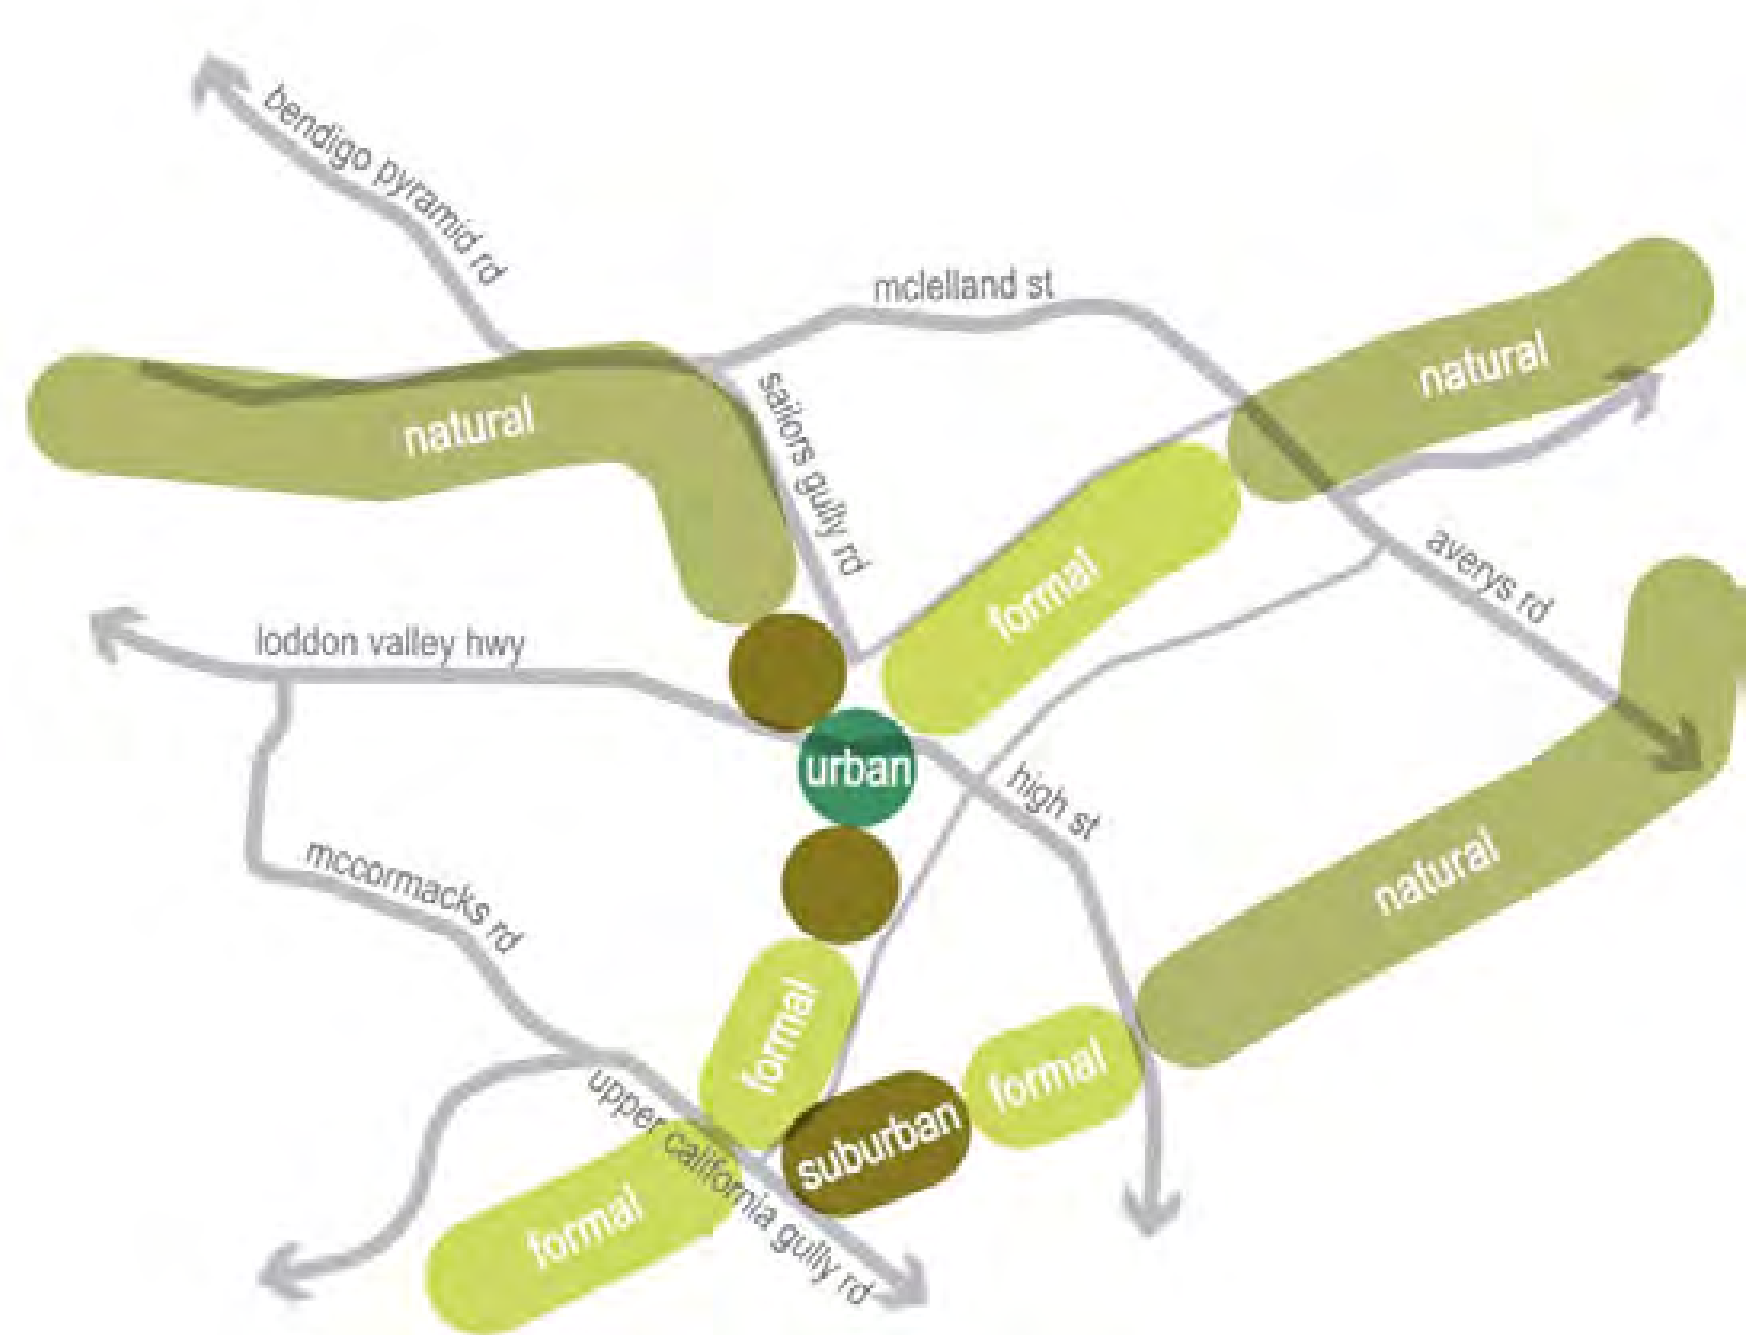 bendigo pyramid rd
mclelland st
natural
natural
sailors gully rd
formal
averys rd
loddon valley hwy
urban
high st
mccormacks rd
natural
formal
formal
upper california gully rd
suburban
formal